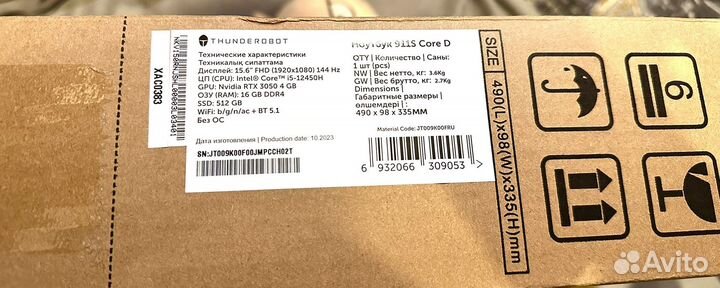 THUNDEROBOT
Технические характеристики
Техникалық сипаттама
Дисплей: 15.6" FHD (1920x1080) 144 Hz
ЦП (CPU): Intel® Core™ i5-12450H
GPU: Nvidia RTX 3050 4 GB
ОЗУ (RAM): 16 GB DDR4
SSD: 512 GB
WiFi: b/g/n/ac + BT 5.1
Без ОС
Дата изготовления | Production date: 10.2023
SN:JT009K00F00JMPCCH02T
Ноутбук 911S Core D
QTY | Количество | Саны:
1 шт (pcs)
NW | Вес нетто, кг: 3.6Kg
GW | Вес брутто, кг: 2.7Kg
Dimensions |
Габаритные размеры |
өлшемдері :
490 x 98 x 335MM
Material Code: JT009K00FRU
6 932066 309053 >
XAC0383
SIZE: 490(L)x98(W)x335(H)mm
6
Avito